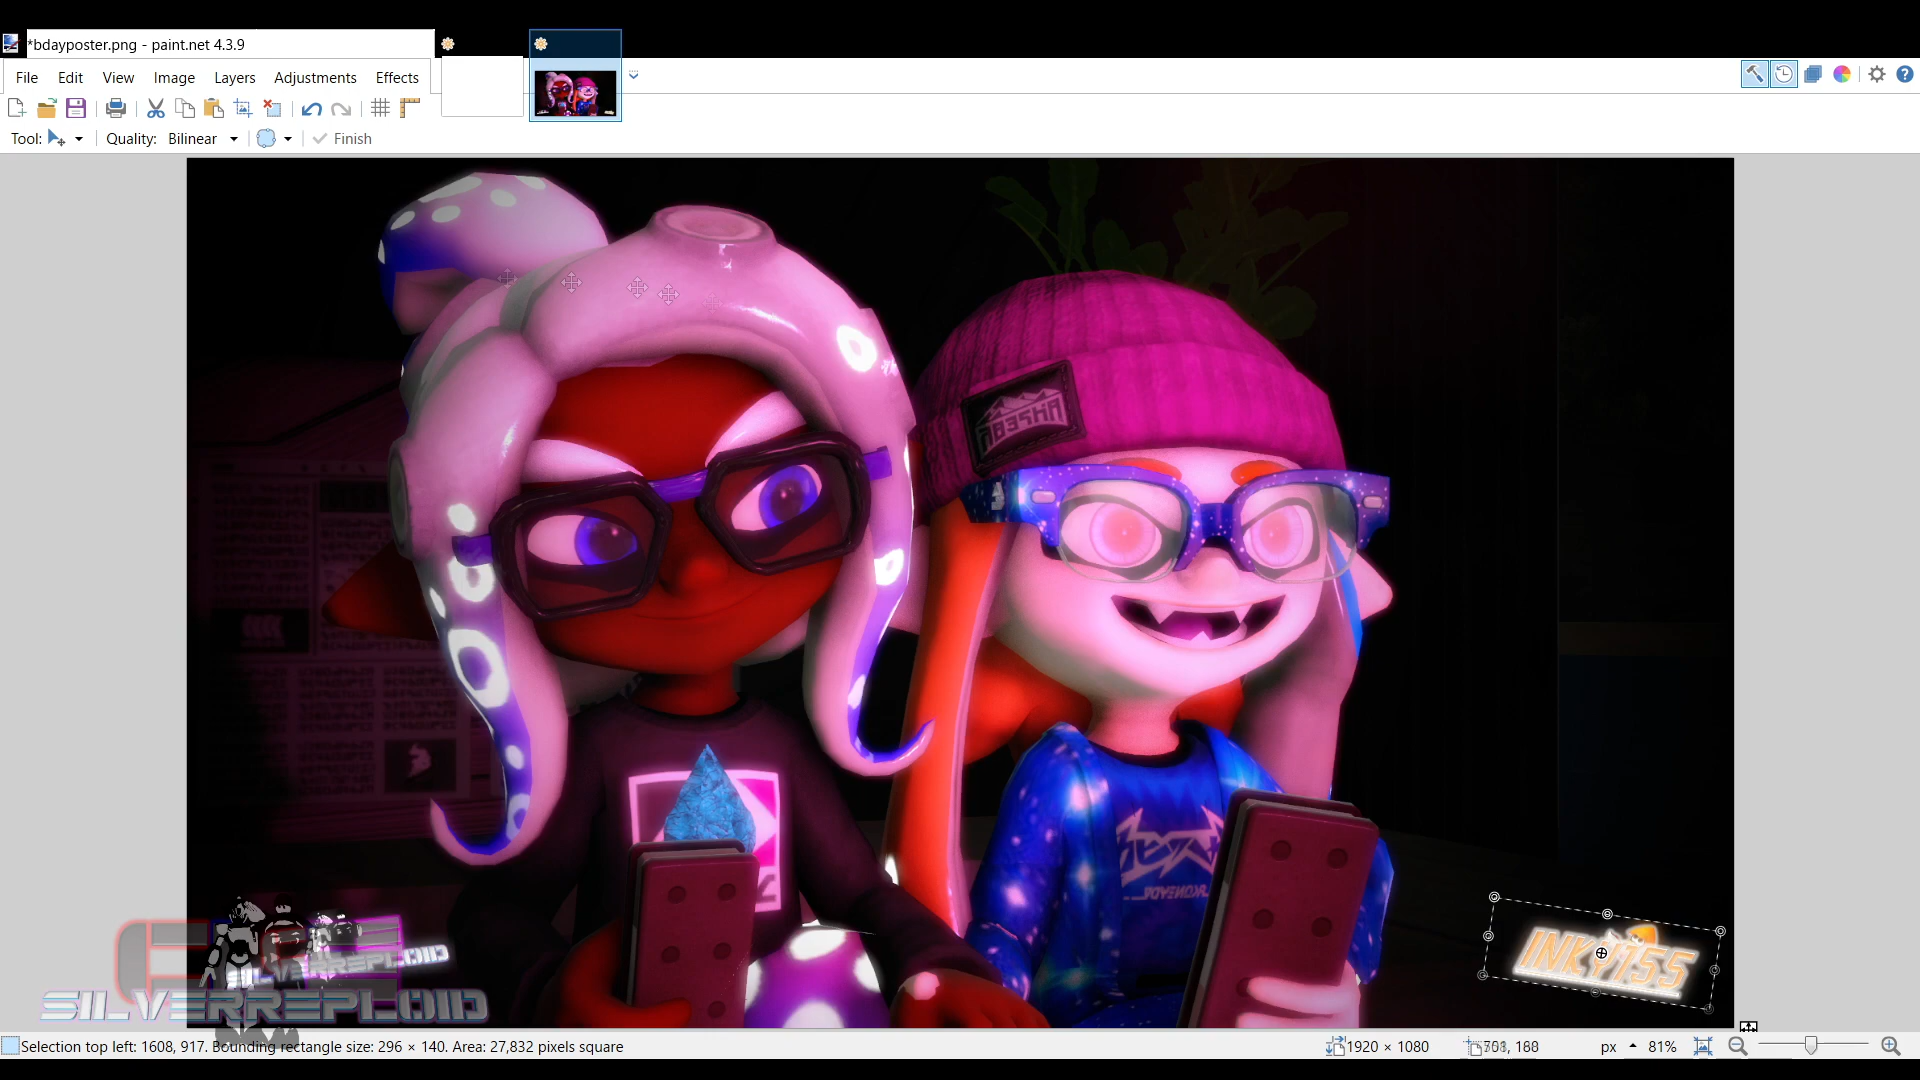 *bdayposter.png - paint.net 4.3.9
File Edit View Image Layers Adjustments Effects
Tool: Quality: Bilinear Finish
INKY155
SILVERREPLOID
SILVERREPLOID
Selection top left: 1608, 917. Bounding rectangle size: 296 × 140. Area: 27,832 pixels square
1920 × 1080
px
81%